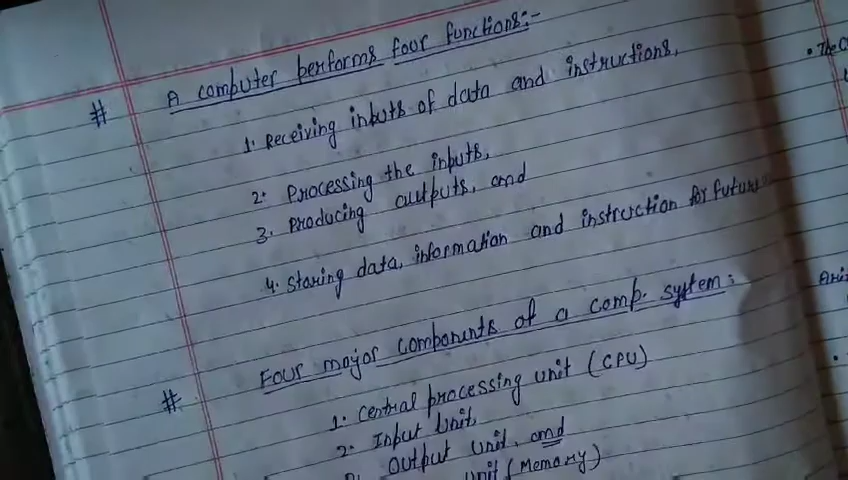 # A computer performs four functions:-
1. Receiving inputs of data and instructions,
2. Processing the inputs,
3. Producing outputs, and
4. Storing data, information and instruction for future
# Four major components of a comp. system:
1. Central processing unit (CPU)
2. Input Unit,
Output unit, and
unit (Memory)
• The